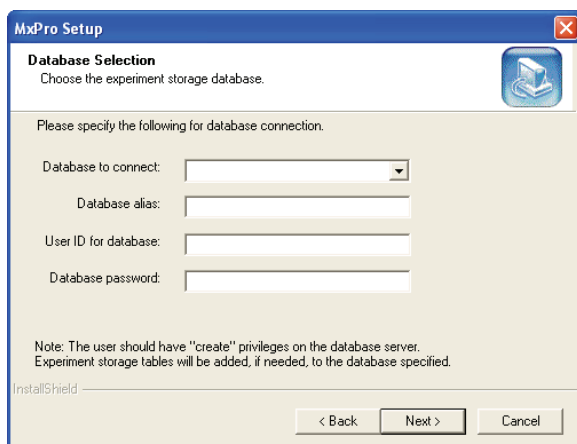 MxPro Setup
Database Selection
Choose the experiment storage database.
Please specify the following for database connection.
Database to connect:
Database alias:
User ID for database:
Database password:
Note: The user should have "create" privileges on the database server.
Experiment storage tables will be added, if needed, to the database specified.
InstallShield
< Back Next > Cancel